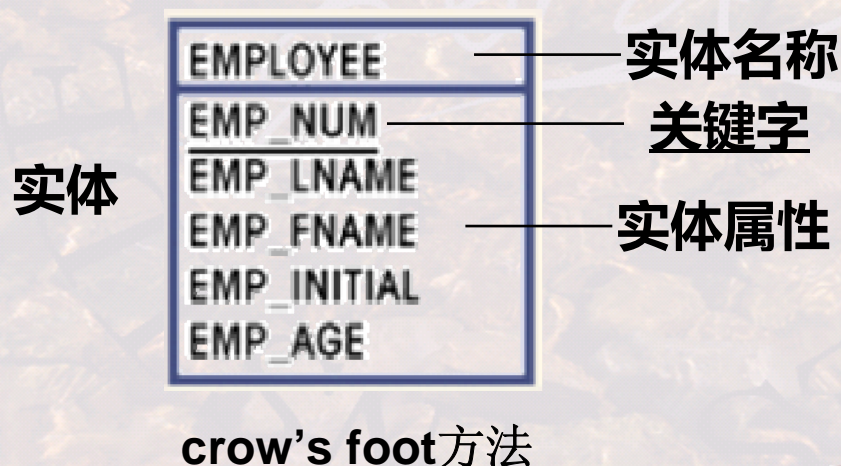 EMPLOYEE
实体名称
EMP_NUM
关键字
实体
EMP_LNAME
EMP_FNAME
实体属性
EMP_INITIAL
EMP_AGE
crow's foot方法